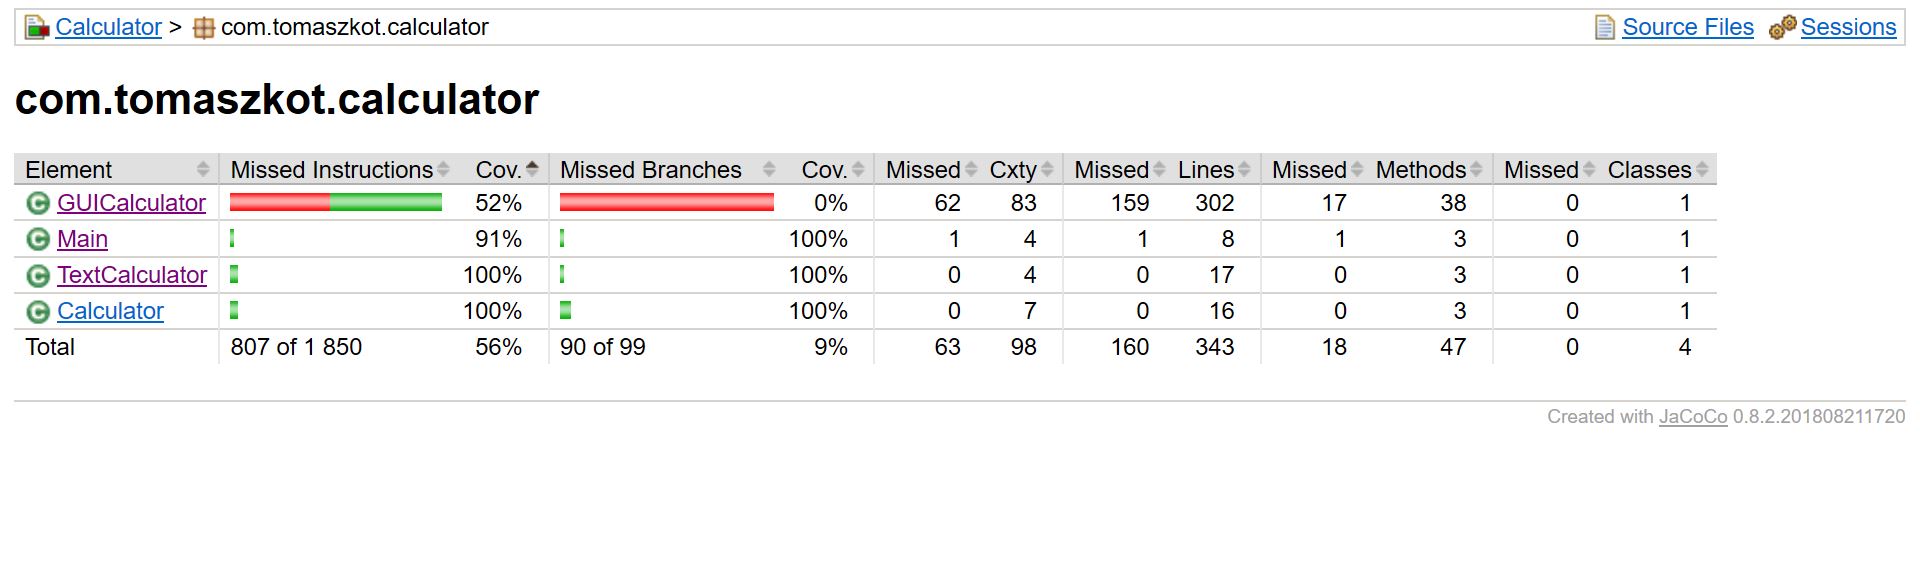 Calculator > com.tomaszkot.calculator Source Files Sessions
com.tomaszkot.calculator
Element Missed Instructions Cov. Missed Branches Cov. Missed Cxty Missed Lines Missed Methods Missed Classes
C GUICalculator 52% 0% 62 83 159 302 17 38 0 1
C Main 91% 100% 1 4 1 8 1 3 0 1
C TextCalculator 100% 100% 0 4 0 17 0 3 0 1
C Calculator 100% 100% 0 7 0 16 0 3 0 1
Total 807 of 1 850 56% 90 of 99 9% 63 98 160 343 18 47 0 4
Created with JaCoCo 0.8.2.201808211720